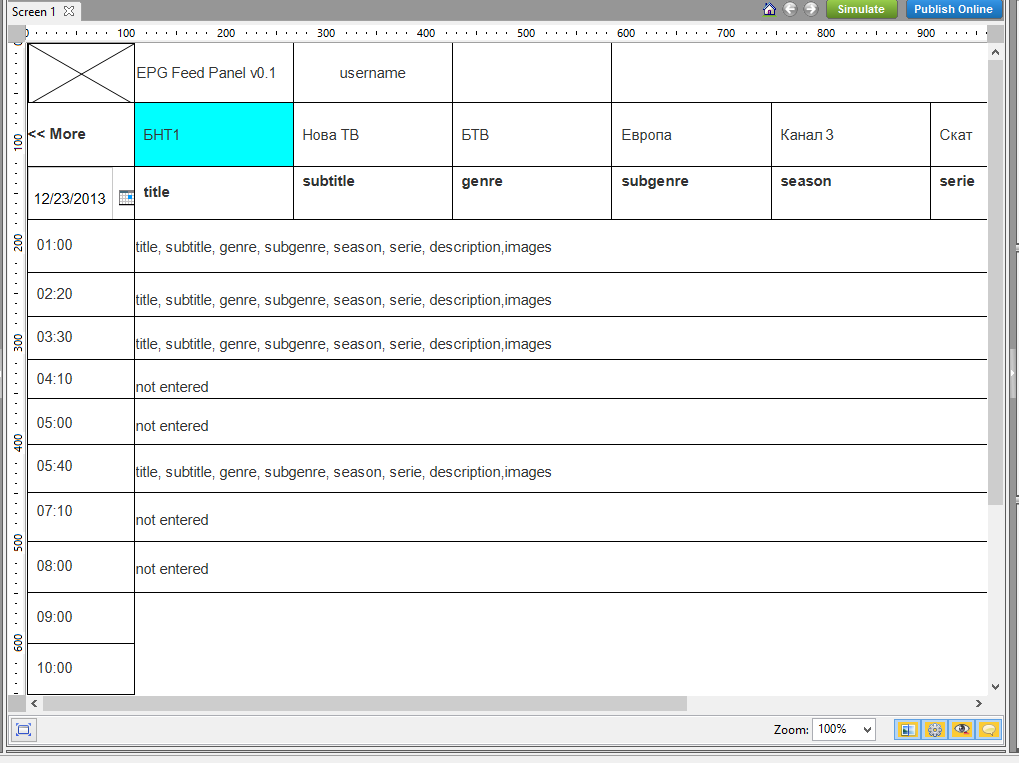 Screen 1
Simulate
Publish Online
0 100 200 300 400 500 600 700 800 900
EPG Feed Panel v0.1 username
<< More БНТ1 Нова ТВ БТВ Европа Канал 3 Скат
12/23/2013 title subtitle genre subgenre season serie
01:00 title, subtitle, genre, subgenre, season, serie, description,images
02:20 title, subtitle, genre, subgenre, season, serie, description,images
03:30 title, subtitle, genre, subgenre, season, serie, description,images
04:10 not entered
05:00 not entered
05:40 title, subtitle, genre, subgenre, season, serie, description,images
07:10 not entered
08:00 not entered
09:00
10:00
0
100
200
300
400
500
600
Zoom: 100%